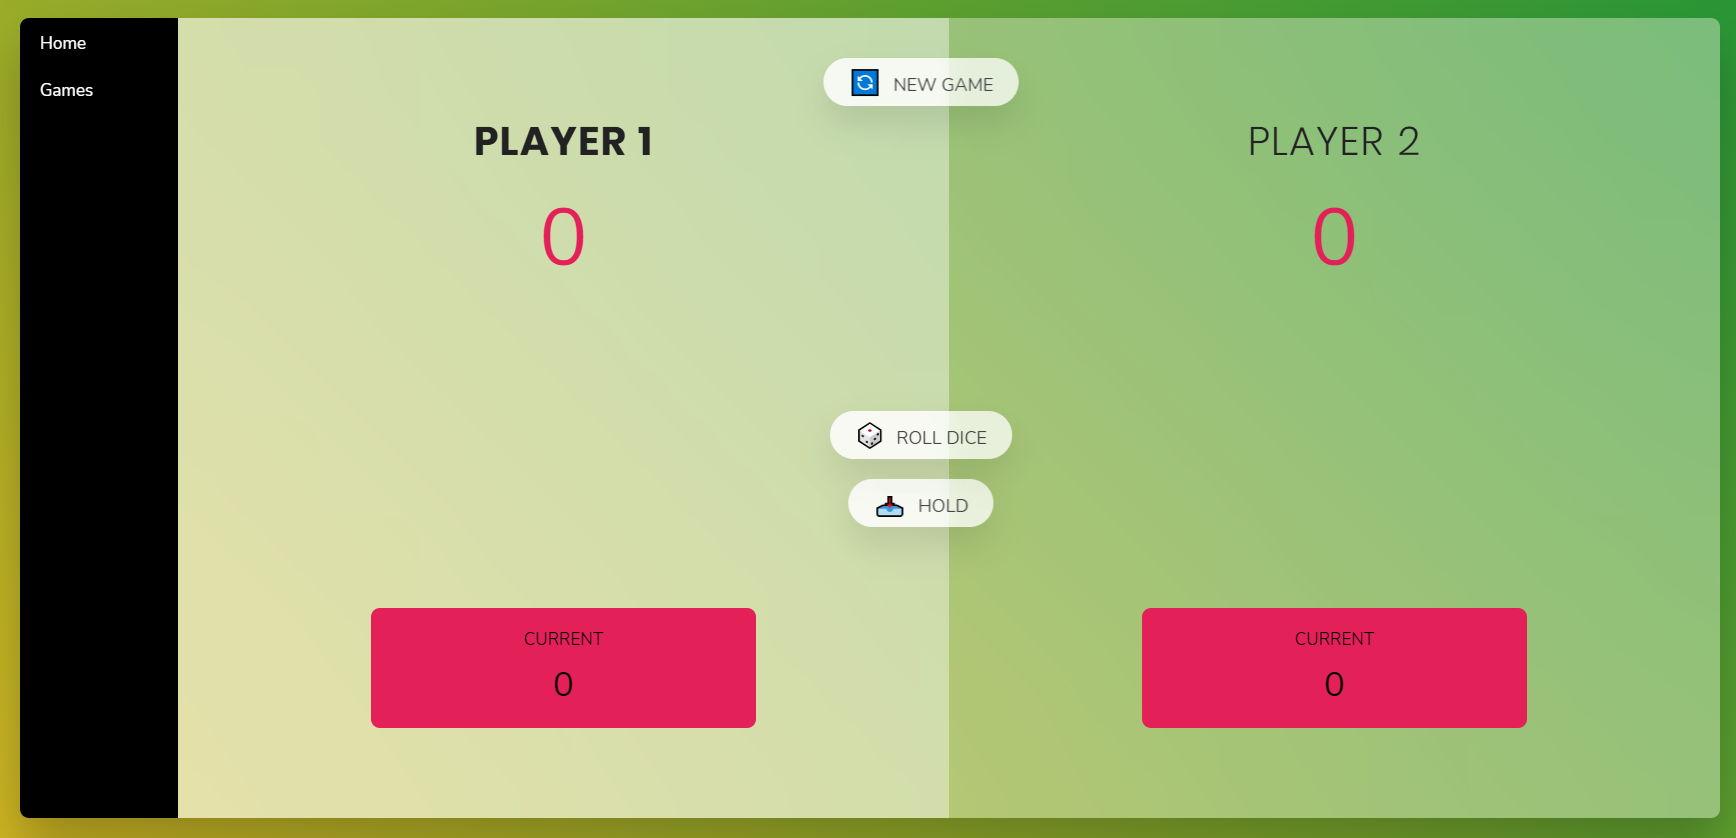 Home
Games
NEW GAME
PLAYER 1
0
PLAYER 2
0
ROLL DICE
HOLD
CURRENT
0
CURRENT
0